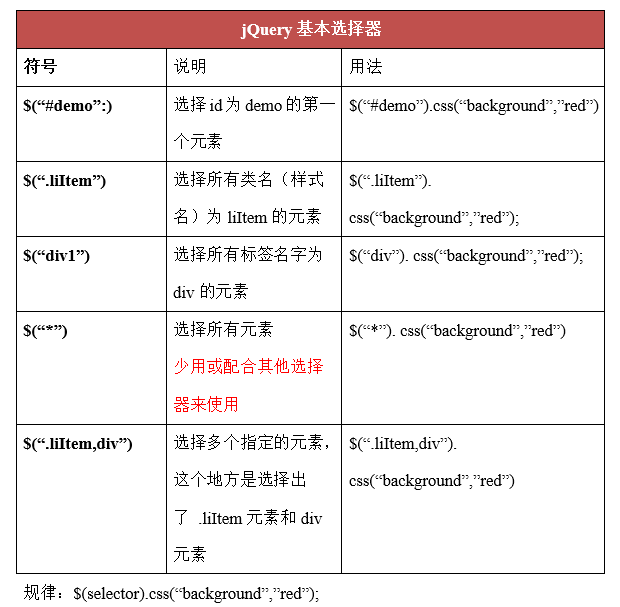 jQuery 基本选择器
符号 说明 用法
$(“#demo”:) 选择 id 为 demo 的第一 $(“#demo”).css(“background”,”red”)
个元素
$(“.liItem”) 选择所有类名（样式 $(“.liItem”).
名）为 liItem 的元素 css(“background”,”red”);
$(“div1”) 选择所有标签名字为 $(“div”). css(“background”,”red”);
div 的元素
$(“*”) 选择所有元素 $(“*”). css(“background”,”red”)
少用或配合其他选择
器来使用
$(“.liItem,div”) 选择多个指定的元素， $(“.liItem,div”).
这个地方是选择出 css(“background”,”red”)
了 .liItem 元素和 div
元素
规律：$(selector).css(“background”,”red”);